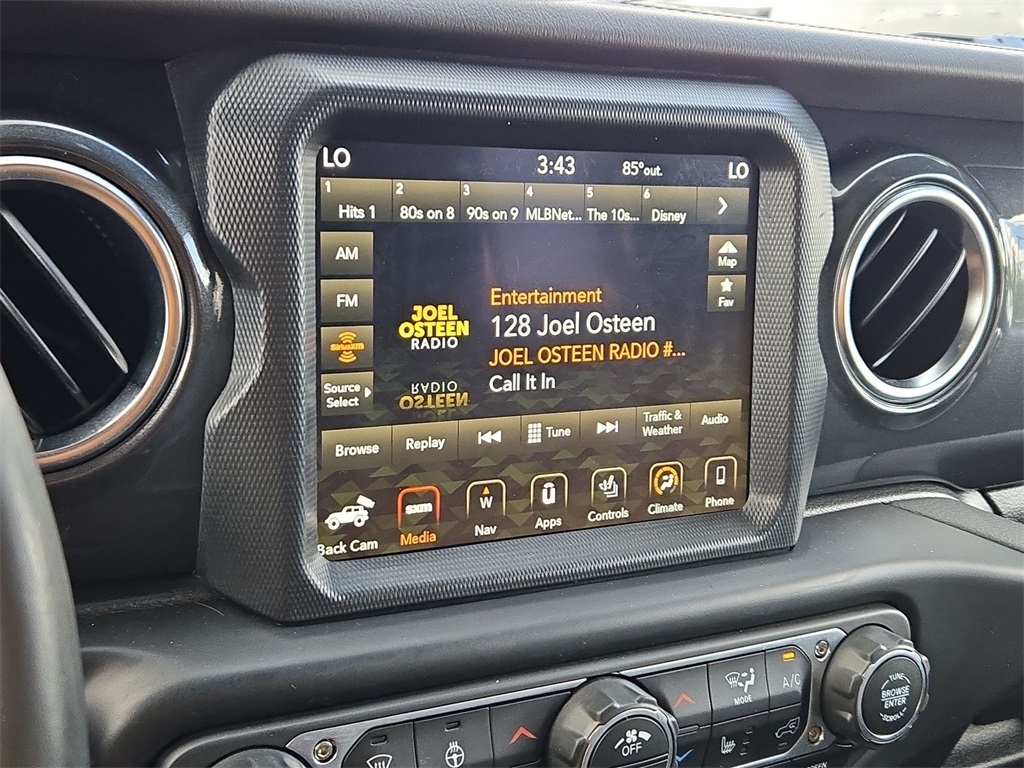 LO 3:43 85°out. LO
1 2 3 4 5 6
Hits 1 80s on 8 90s on 9 MLBNet... The 10s... Disney
AM
Map
FM
Fav
SiriusXM
Source
Select
JOEL
OSTEEN
RADIO
Entertainment
128 Joel Osteen
JOEL OSTEEN RADIO #...
Call It In
Browse Replay Tune Traffic &
Weather Audio
sxm W u
Back Cam Media Nav Apps Controls Climate Phone
OFF
MODE
A/C
TUNE
BROWSE
ENTER
SCROLL